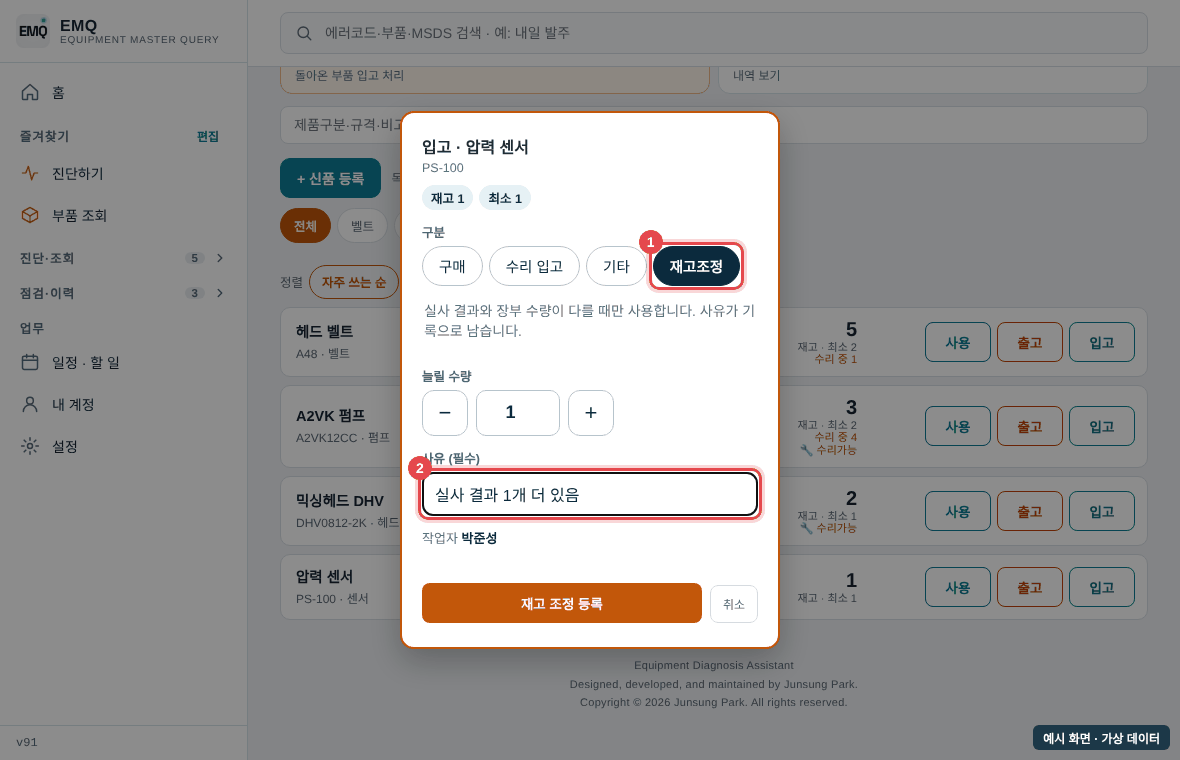 EMQ
EMQ
EQUIPMENT MASTER QUERY
홈
즐겨찾기 편집
진단하기
부품 조회
진단·조회 5
점검·이력 3
업무
일정 · 할 일
내 계정
설정
v91
에러코드·부품·MSDS 검색 · 예: 내일 발주
돌아온 부품 입고 처리
내역 보기
제품구분·규격·비고
+ 신품 등록
전체 벨트
정렬 자주 쓰는 순
헤드 벨트
A48 · 벨트
5
재고 · 최소 2
수리 중 1
사용 출고 입고
A2VK 펌프
A2VK12CC · 펌프
3
재고 · 최소 2
수리 중 4
🔧 수리가능
사용 출고 입고
믹싱헤드 DHV
DHV0812-2K · 헤드
2
재고 · 최소 1
🔧 수리가능
사용 출고 입고
압력 센서
PS-100 · 센서
1
재고 · 최소 1
사용 출고 입고
입고 · 압력 센서
PS-100
재고 1 최소 1
구분
1
구매 수리 입고 기타 재고조정
실사 결과와 장부 수량이 다를 때만 사용합니다. 사유가 기
록으로 남습니다.
늘릴 수량
− 1 +
사유 (필수)
2
실사 결과 1개 더 있음
작업자 박준성
재고 조정 등록 취소
Equipment Diagnosis Assistant
Designed, developed, and maintained by Junsung Park.
Copyright © 2026 Junsung Park. All rights reserved.
예시 화면 · 가상 데이터